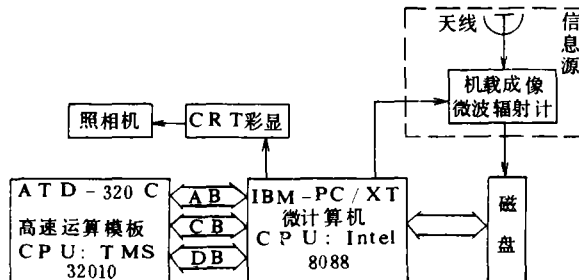 天线
信息源
机载成像
微波辐射计
照相机
CRT彩显
ATD-320C
高速运算模板
CPU: TMS
32010
AB
CB
DB
IBM-PC/XT
微计算机
CPU: Intel
8088
磁盘